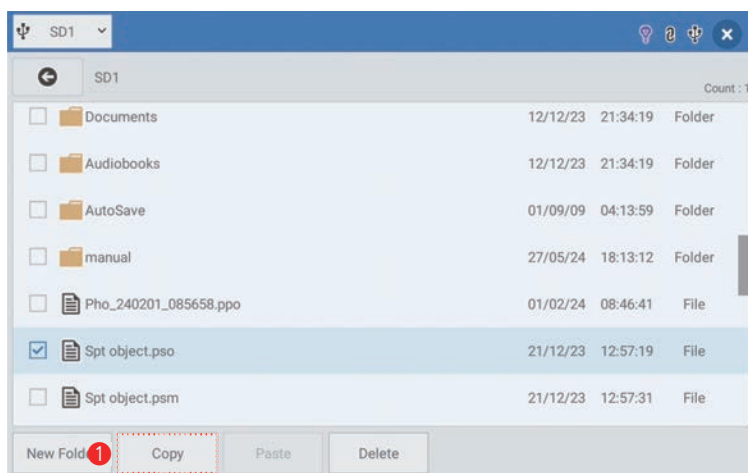 SD1
SD1
Count : 1
Documents 12/12/23 21:34:19 Folder
Audiobooks 12/12/23 21:34:19 Folder
AutoSave 01/09/09 04:13:59 Folder
manual 27/05/24 18:13:12 Folder
Pho_240201_085658.ppo 01/02/24 08:46:41 File
Spt object.pso 21/12/23 12:57:19 File
Spt object.psm 21/12/23 12:57:31 File
New Fold 1 Copy Paste Delete